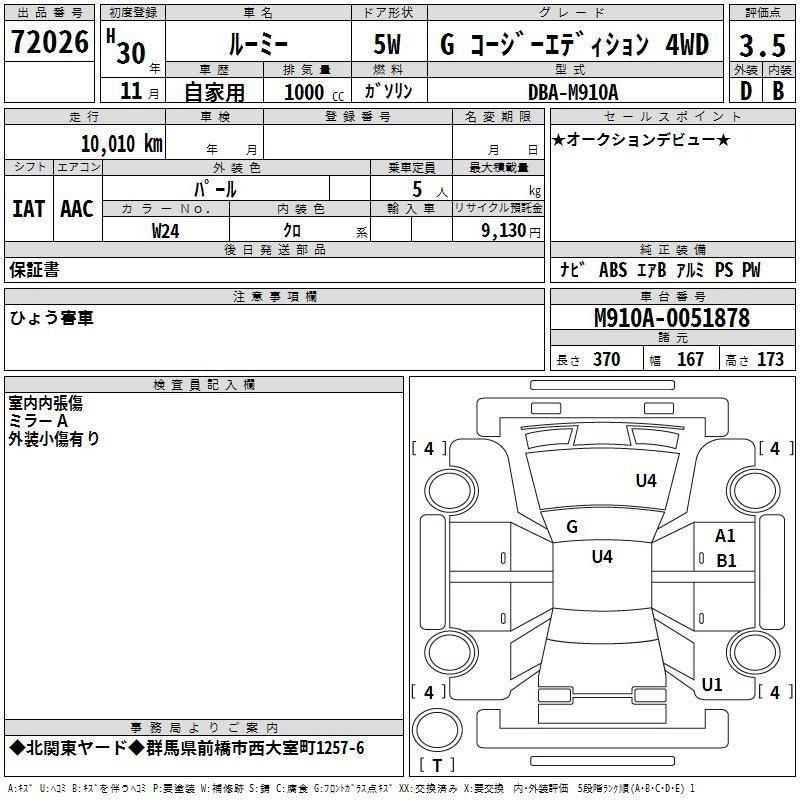 出品番号 初度登録 車名 ドア形状 グレード 評価点
72026 H30年 ルーミー 5W G コージーエディション 4WD 3.5
車歴 排気量 燃料 型式 外装 内装
11月 自家用 1000 CC ガソリン DBA-M910A D B
走行 車検 登録番号 名変期限 セールスポイント
10,010 km 年 月 月 日 ★オークションデビュー★
シフト エアコン 外装色 乗車定員 最大積載量
IAT AAC パール 5 人 kg
カラーNo. 内装色 輸入車 リサイクル預託金
W24 クロ 系 9,130円
後日発送部品 純正装備
保証書 ナビ ABS エアB アルミ PS PW
注意事項欄 車台番号
ひょう害車 M910A-0051878
諸元
長さ 370 幅 167 高さ 173
検査員記入欄
室内内張傷
ミラーA
外装小傷有り
[ 4 ] [ 4 ]
U4
G
A1
U4 B1
U1
[ 4 ] [ 4 ]
[ T ]
事務局よりご案内
◆北関東ヤード◆群馬県前橋市西大室町1257-6
A:キズ U:ヘコミ B:キズを伴うヘコミ P:要塗装 W:補修跡 S:錆 C:腐食 G:フロントガラス点キズ XX:交換済み X:要交換 内・外装評価 5段階ランク順(A・B・C・D・E) 1